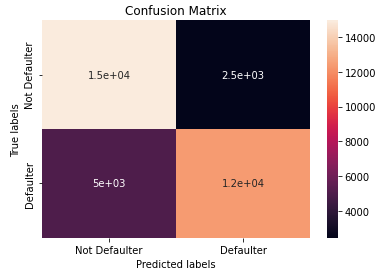 Confusion Matrix
True labels
Not Defaulter
Defaulter
1.5e+04
2.5e+03
5e+03
1.2e+04
Not Defaulter
Defaulter
Predicted labels
14000
12000
10000
8000
6000
4000